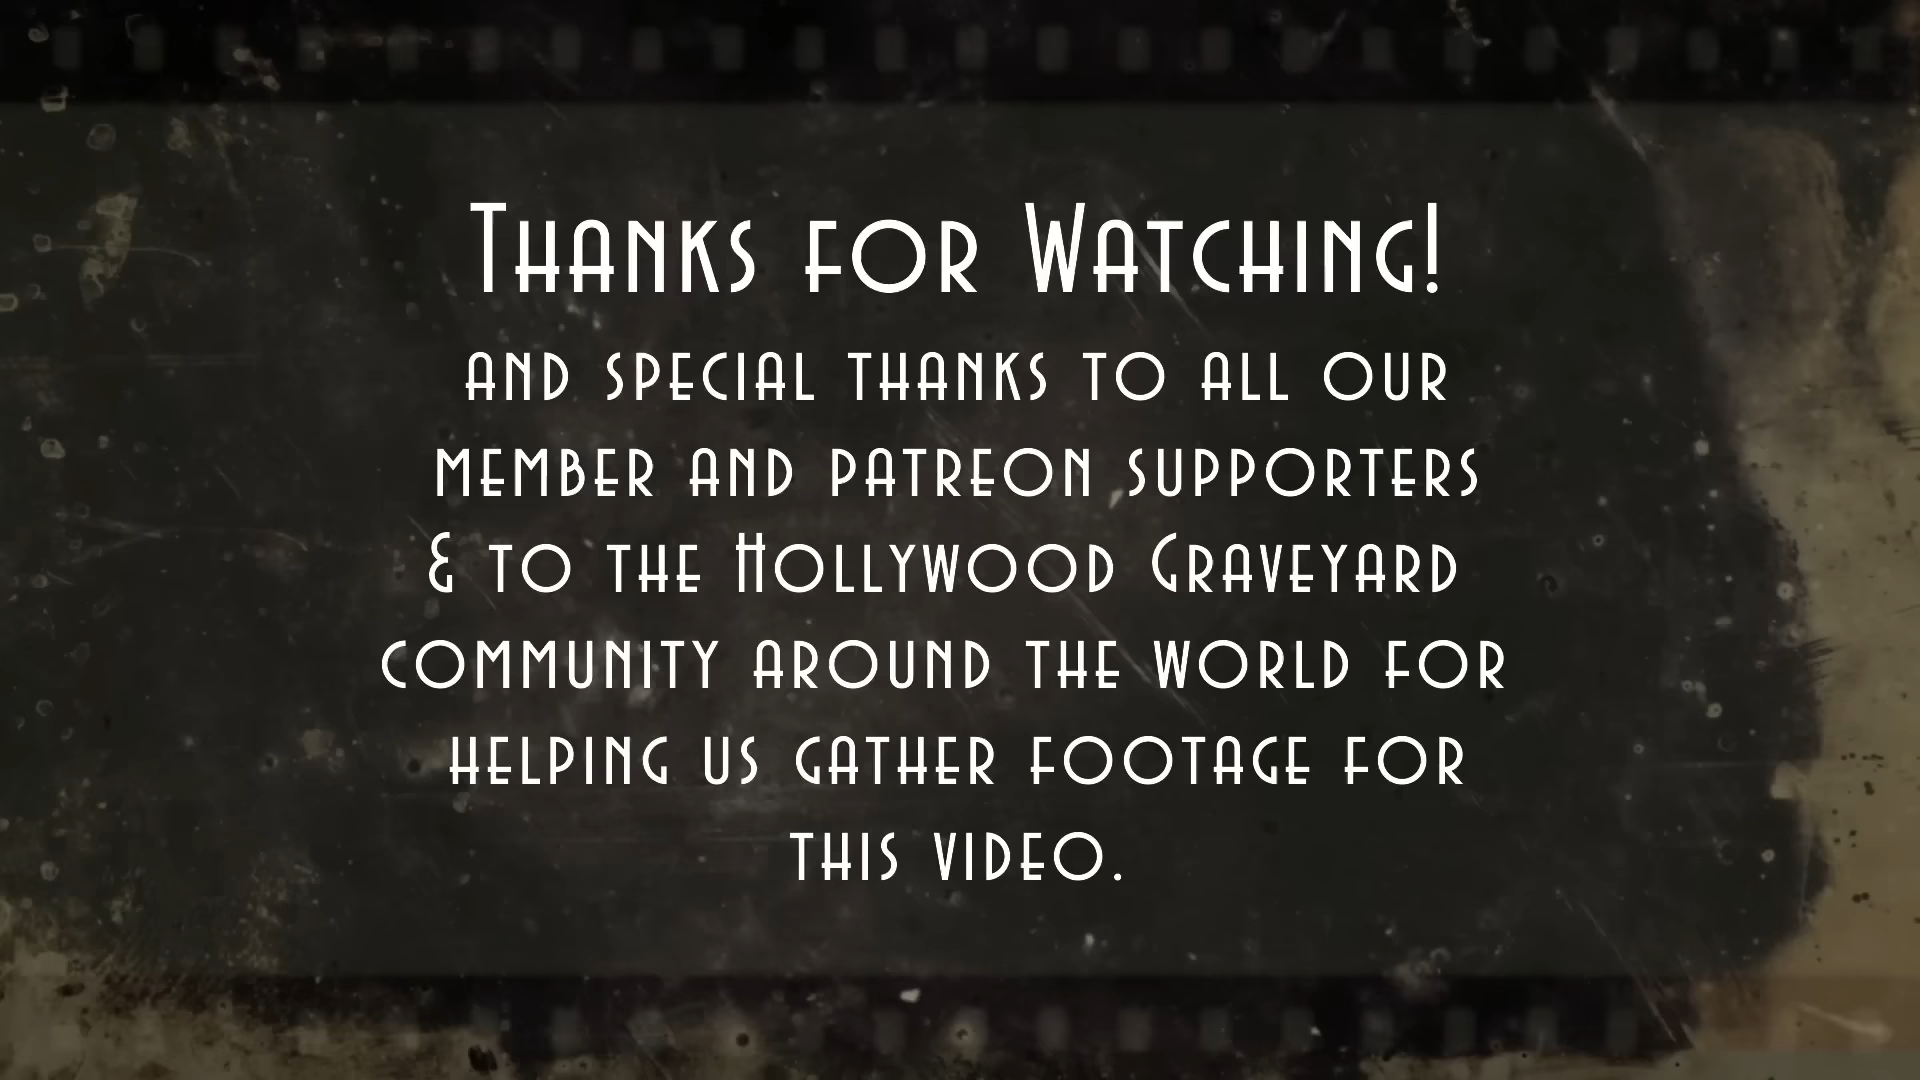 Thanks for Watching!
and special thanks to all our
member and patreon supporters
& to the Hollywood Graveyard
community around the world for
helping us gather footage for
this video.